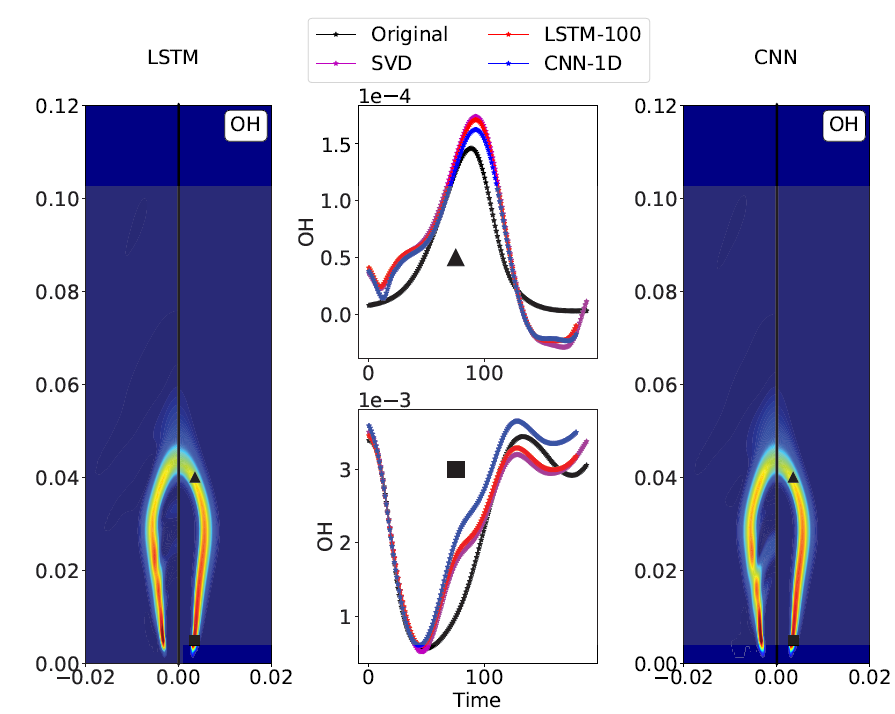 Original
LSTM-100
SVD
CNN-1D
LSTM
CNN
OH
0.12
0.10
0.08
0.06
0.04
0.02
0.00
−0.02
0.00
0.02
1e−4
1.5
1.0
0.5
0.0
OH
0
100
1e−3
3
2
1
OH
0
100
Time
OH
0.12
0.10
0.08
0.06
0.04
0.02
0.00
−0.02
0.00
0.02